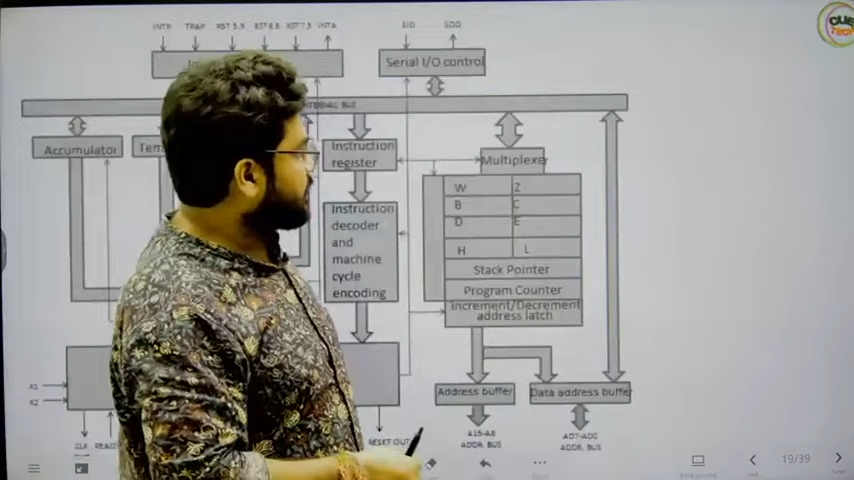 INTR TRAP RST 5.5 RST 6.5 RST 7.5 INTA SID SOD
CUE
TECH
Serial I/O control
INTERNAL BUS
Accumulator
Instruction
register
Multiplexer
W Z
B C
D E
H L
Stack Pointer
Program Counter
Increment/Decrement
address latch
Instruction
decoder
and
machine
cycle
encoding
X1
X2
Address buffer
Data address buffer
CLK
RESET OUT
A15-A8
ADDR. BUS
AD7-AD0
ADDR. BUS
19/39